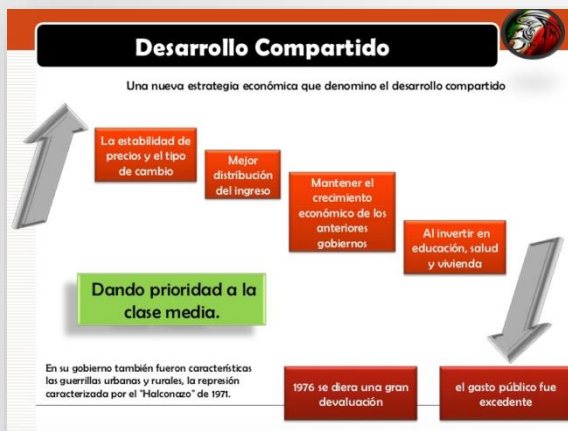 Desarrollo Compartido
Una nueva estrategia económica que denomino el desarrollo compartido
La estabilidad de
precios y el tipo
de cambio
Mejor
distribución
del ingreso
Mantener el
crecimiento
económico de los
anteriores
gobiernos
Al invertir en
educación, salud
y vivienda
Dando prioridad a la
clase media.
En su gobierno también fueron características
las guerrillas urbanas y rurales, la represión
caracterizada por el "Halconazo" de 1971.
1976 se diera una gran
devaluación
el gasto público fue
excedente